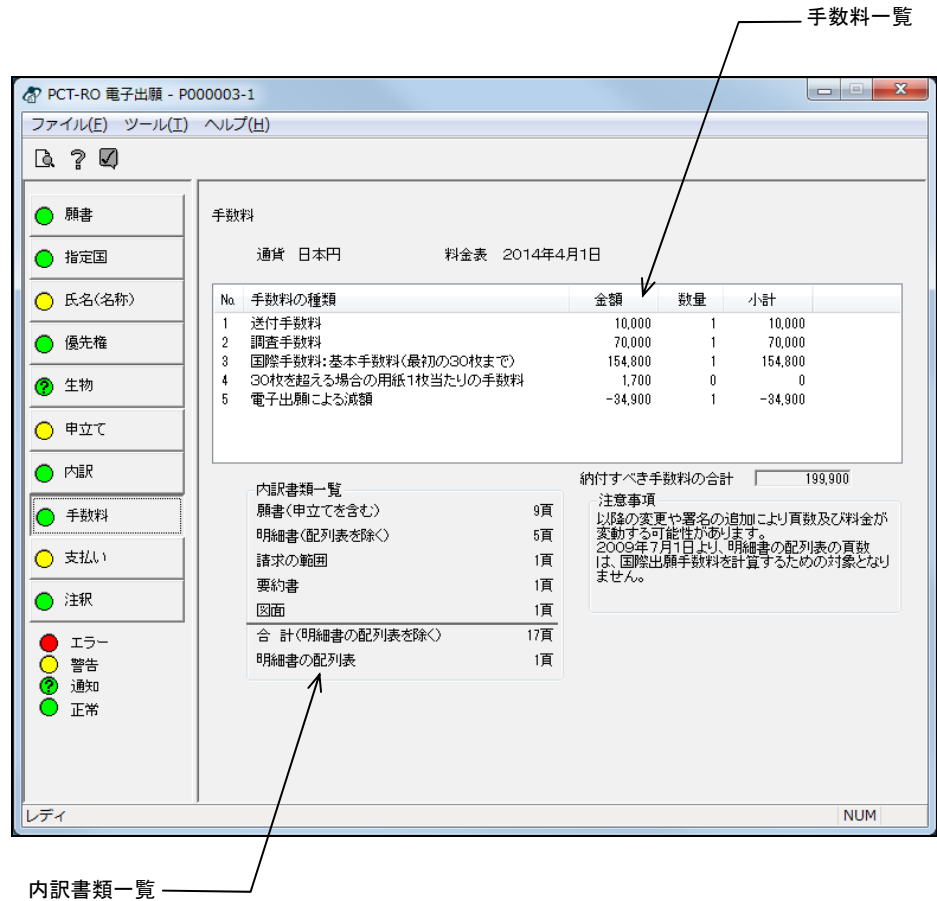 手数料一覧
PCT-RO 電子出願 - P000003-1
ファイル(F) ツール(T) ヘルプ(H)
願書
指定国
氏名(名称)
優先権
生物
申立て
内訳
手数料
支払い
注釈
エラー
警告
通知
正常
手数料
通貨 日本円 料金表 2014年4月1日
No. 手数料の種類 金額 数量 小計
1 送付手数料 10,000 1 10,000
2 調査手数料 70,000 1 70,000
3 国際手数料:基本手数料(最初の30枚まで) 154,800 1 154,800
4 30枚を超える場合の用紙1枚当たりの手数料 1,700 0 0
5 電子出願による減額 -34,900 1 -34,900
納付すべき手数料の合計 199,900
内訳書類一覧
願書(申立てを含む) 9頁
明細書(配列表を除く) 5頁
請求の範囲 1頁
要約書 1頁
図面 1頁
合 計(明細書の配列表を除く) 17頁
明細書の配列表 1頁
注意事項
以降の変更や署名の追加により頁数及び料金が
変動する可能性があります。
2009年7月1日より、明細書の配列表の頁数
は、国際出願手数料を計算するための対象となり
ません。
レディ NUM
内訳書類一覧